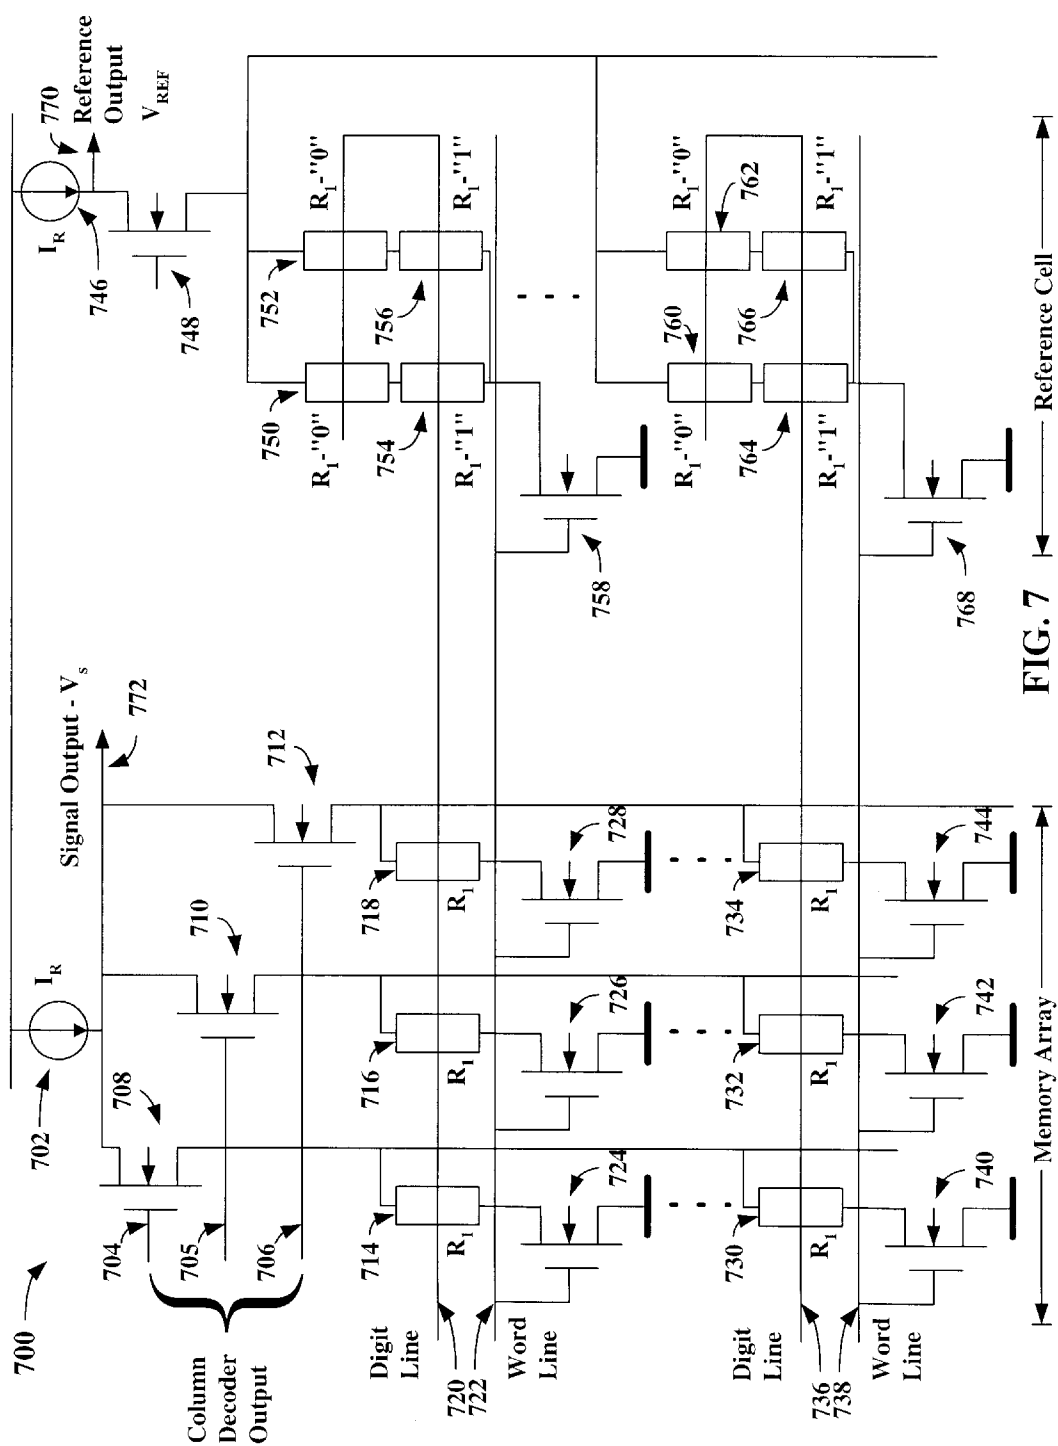 700
702
I_R
Signal Output - V_s
772
I_R
746
770
Reference
Output
V_REF
748
704
708
705
710
706
712
Column
Decoder
Output
714
716
718
R_1
R_1
R_1
Digit
Line
720
722
Word
Line
724
726
728
750
752
R_1-"0"
R_1-"0"
754
756
R_1-"1"
R_1-"1"
758
730
732
734
R_1
R_1
R_1
Digit
Line
736
738
Word
Line
740
742
744
760
762
R_1-"0"
R_1-"0"
764
766
R_1-"1"
R_1-"1"
768
Memory Array
Reference Cell
FIG. 7